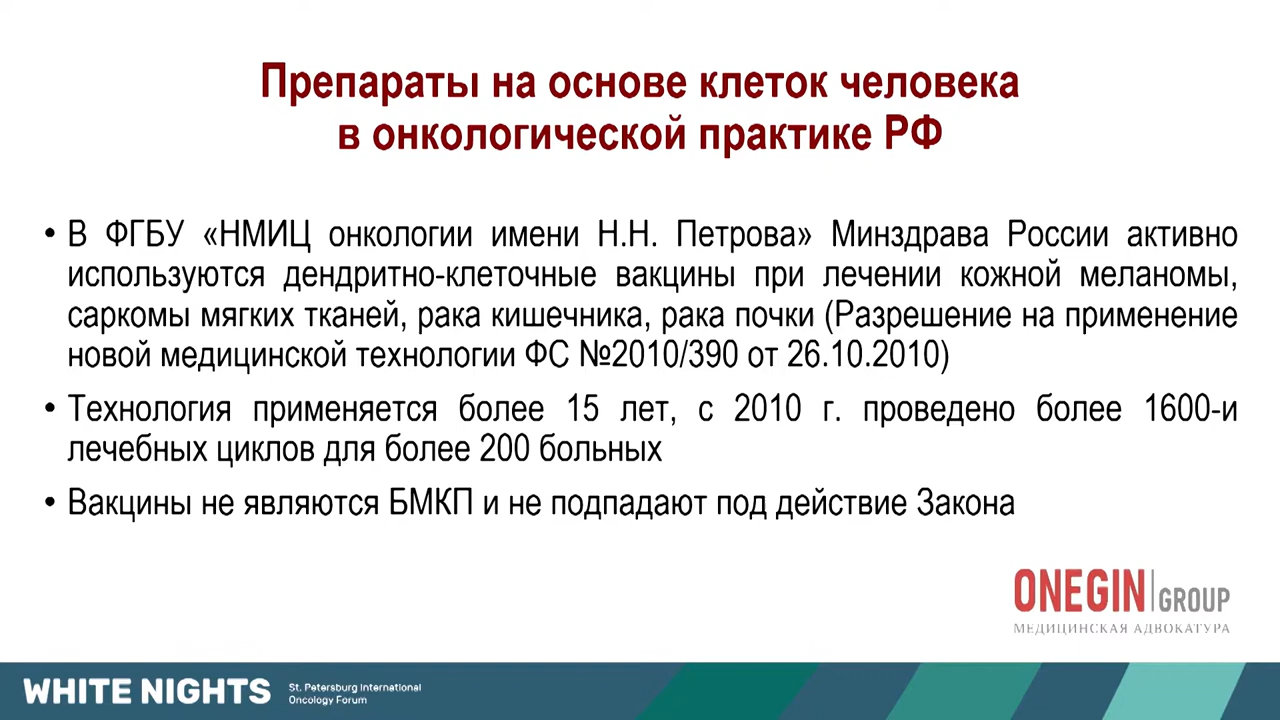 Препараты на основе клеток человека
в онкологической практике РФ
• В ФГБУ «НМИЦ онкологии имени Н.Н. Петрова» Минздрава России активно
используются дендритно-клеточные вакцины при лечении кожной меланомы,
саркомы мягких тканей, рака кишечника, рака почки (Разрешение на применение
новой медицинской технологии ФС №2010/390 от 26.10.2010)
• Технология применяется более 15 лет, с 2010 г. проведено более 1600-и
лечебных циклов для более 200 больных
• Вакцины не являются БМКП и не подпадают под действие Закона
ONEGIN GROUP
МЕДИЦИНСКАЯ АДВОКАТУРА
WHITE NIGHTS
St. Petersburg International
Oncology Forum